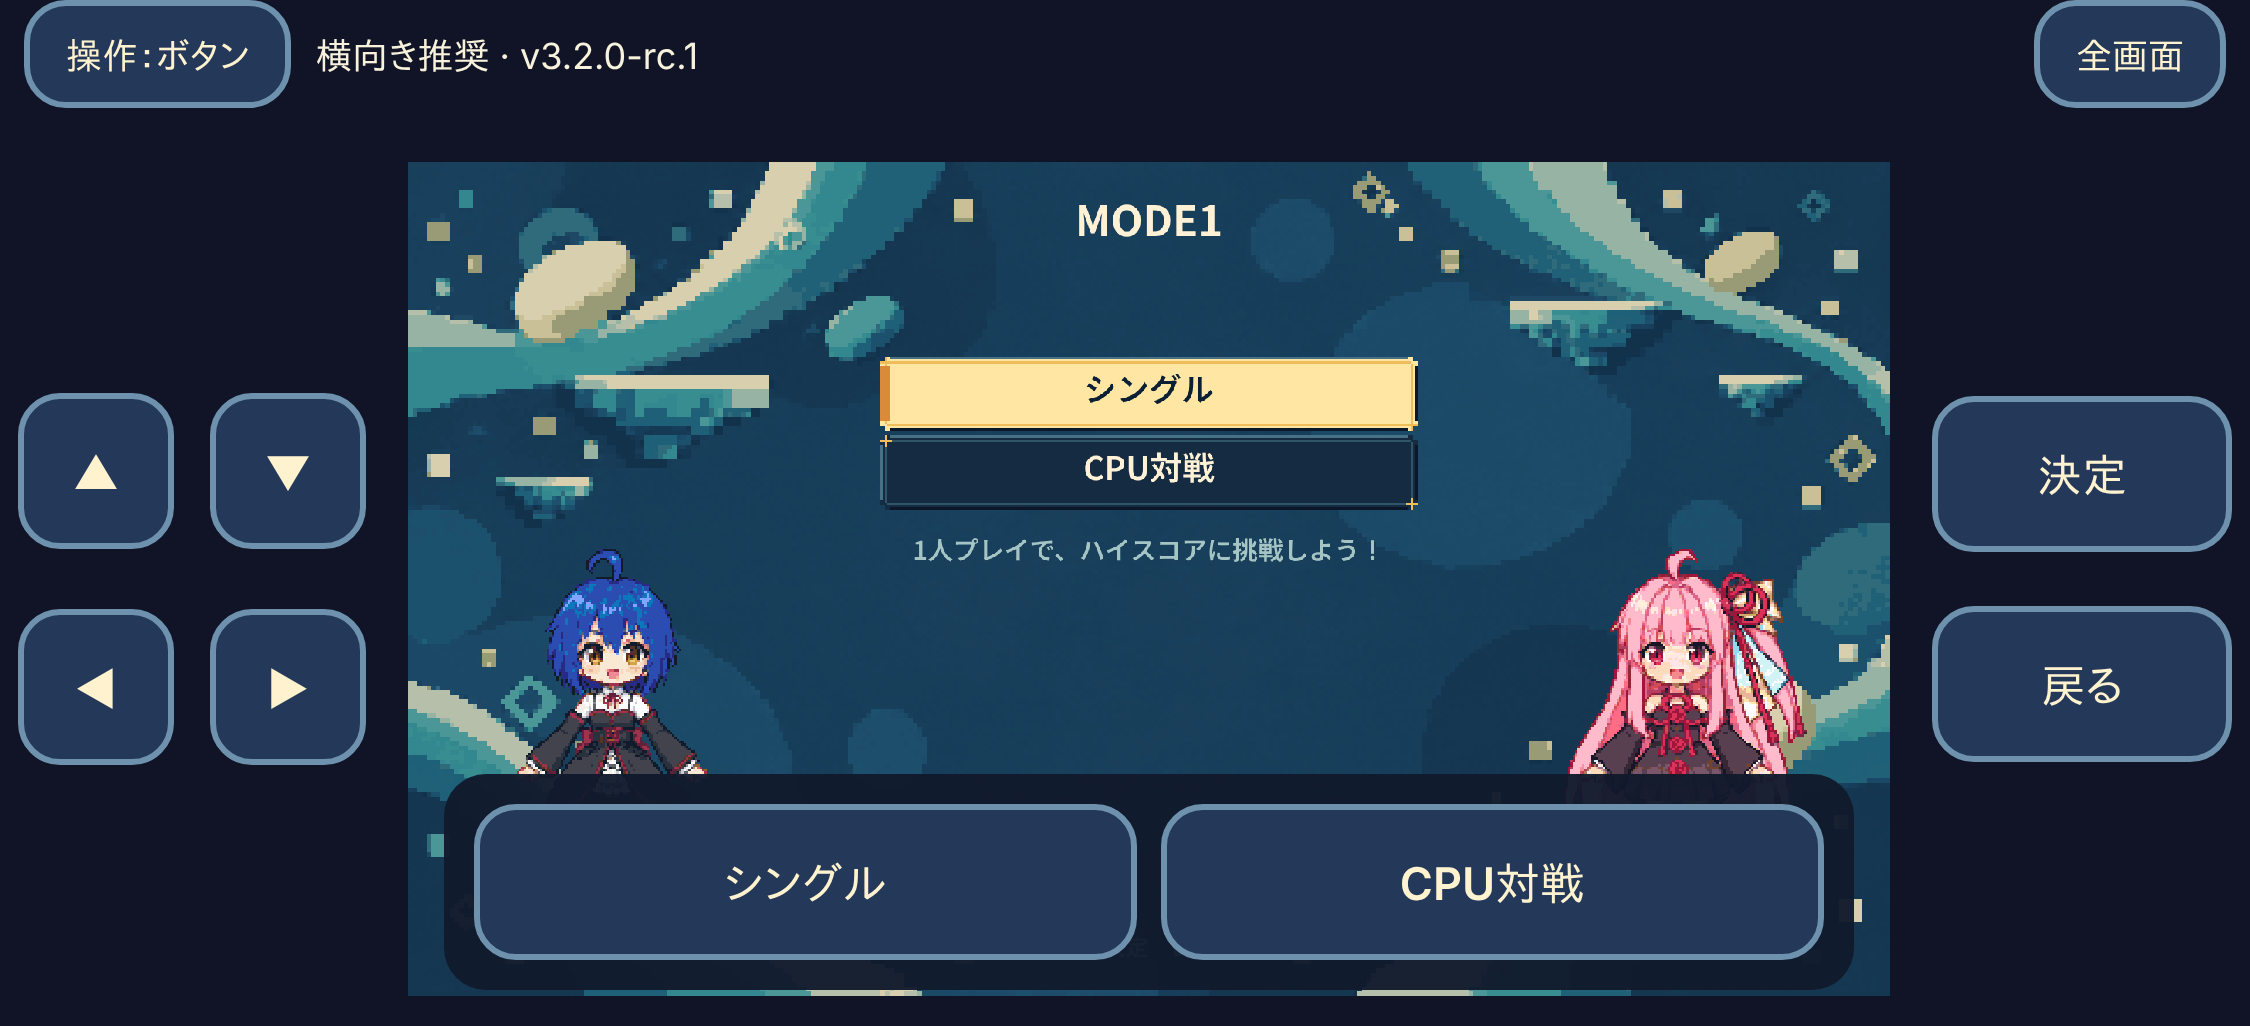 操作:ボタン
横向き推奨 · v3.2.0-rc.1
全画面
MODE1
シングル
CPU対戦
1人プレイで、ハイスコアに挑戦しよう！
▲
▼
◀
▶
決定
戻る
シングル
CPU対戦